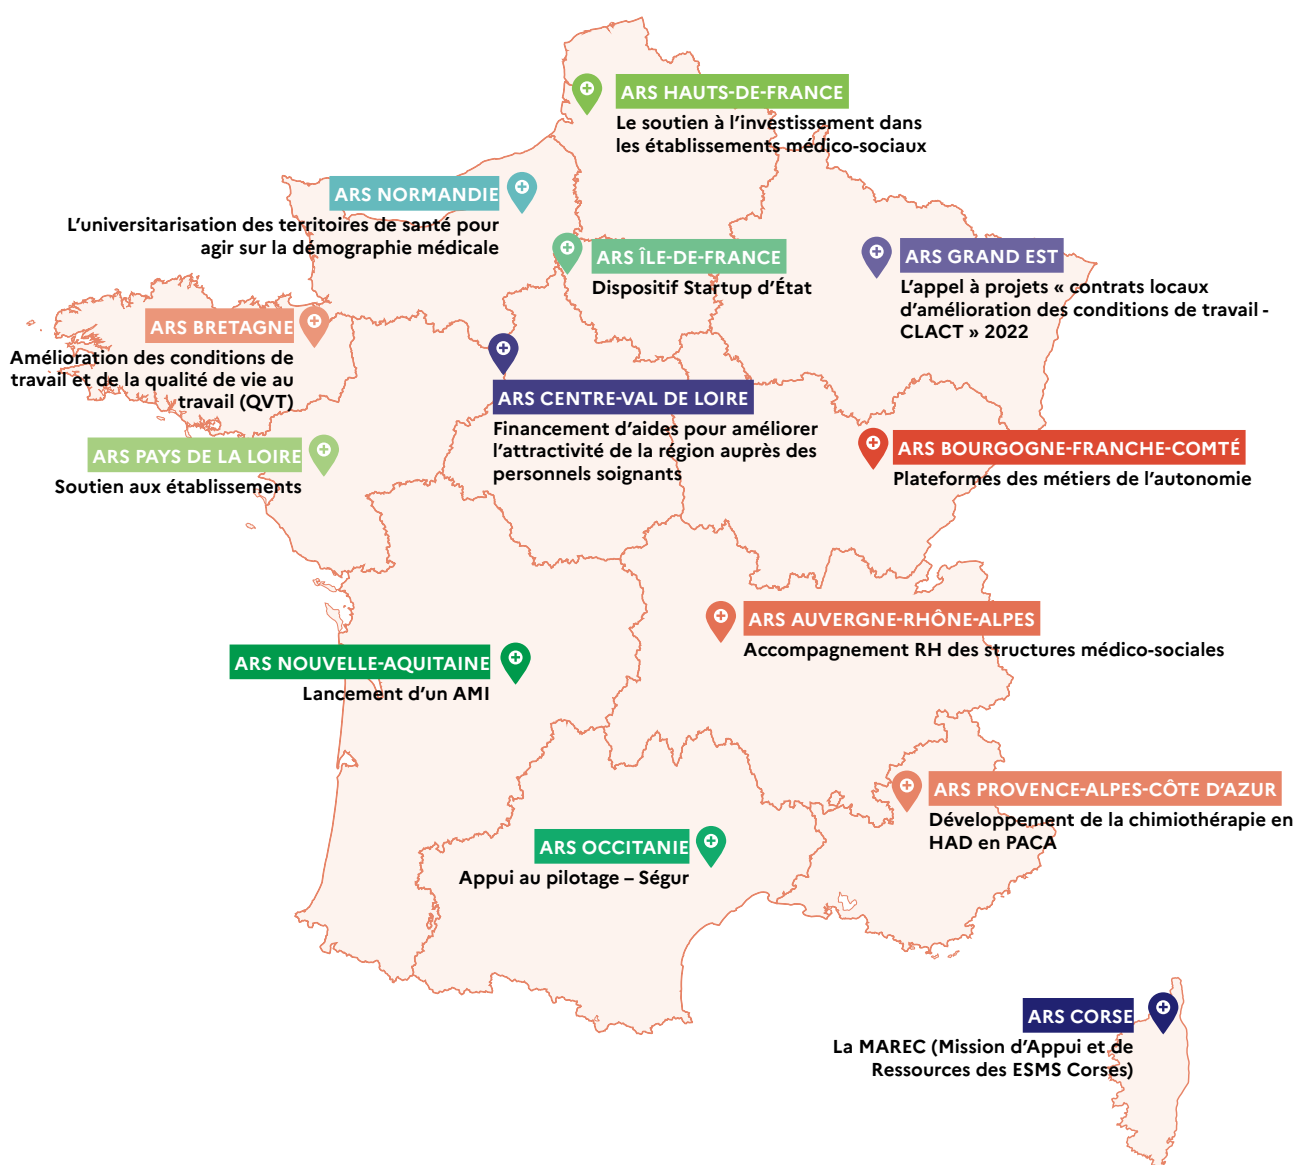 ARS HAUTS-DE-FRANCE
Le soutien à l’investissement dans
les établissements médico-sociaux
ARS NORMANDIE
L’universitarisation des territoires de santé pour
agir sur la démographie médicale
ARS ÎLE-DE-FRANCE
Dispositif Startup d’État
ARS GRAND EST
L’appel à projets « contrats locaux
d’amélioration des conditions de travail -
CLACT » 2022
ARS BRETAGNE
Amélioration des conditions de
travail et de la qualité de vie au
travail (QVT)
ARS CENTRE-VAL DE LOIRE
Financement d’aides pour améliorer
l’attractivité de la région auprès des
personnels soignants
ARS PAYS DE LA LOIRE
Soutien aux établissements
ARS BOURGOGNE-FRANCHE-COMTÉ
Plateformes des métiers de l’autonomie
ARS AUVERGNE-RHÔNE-ALPES
Accompagnement RH des structures médico-sociales
ARS NOUVELLE-AQUITAINE
Lancement d’un AMI
ARS PROVENCE-ALPES-CÔTE D’AZUR
Développement de la chimiothérapie en
HAD en PACA
ARS OCCITANIE
Appui au pilotage – Ségur
ARS CORSE
La MAREC (Mission d’Appui et de
Ressources des ESMS Corses)